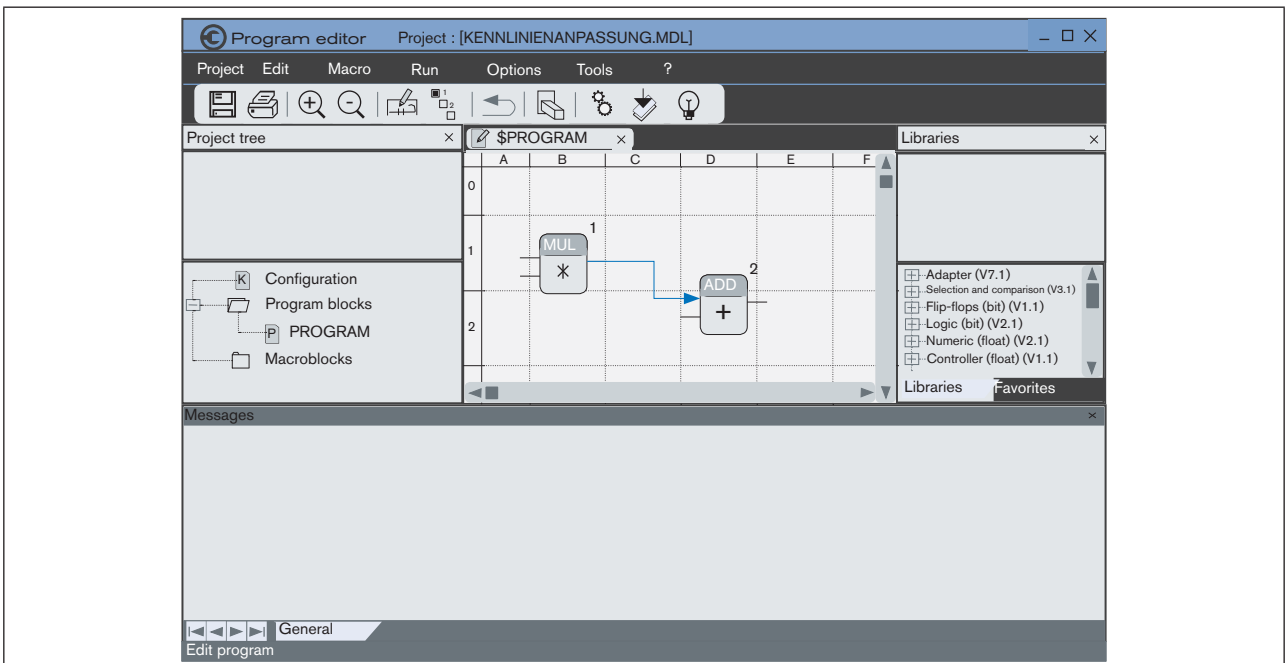 Program editor Project : [KENNLINIENANPASSUNG.MDL]
Project Edit Macro Run Options Tools ?
1
2
Project tree
$PROGRAM
Libraries
A B C D E F
0
1
2
MUL
1
ADD
+
2
K Configuration
Program blocks
P PROGRAM
Macroblocks
Adapter (V7.1)
Selection and comparison (V3.1)
Flip-flops (bit) (V1.1)
Logic (bit) (V2.1)
Numeric (float) (V2.1)
Controller (float) (V1.1)
Libraries Favorites
Messages
General
Edit program